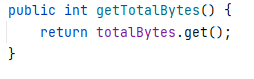 public int getTotalBytes() {
    return totalBytes.get();
}